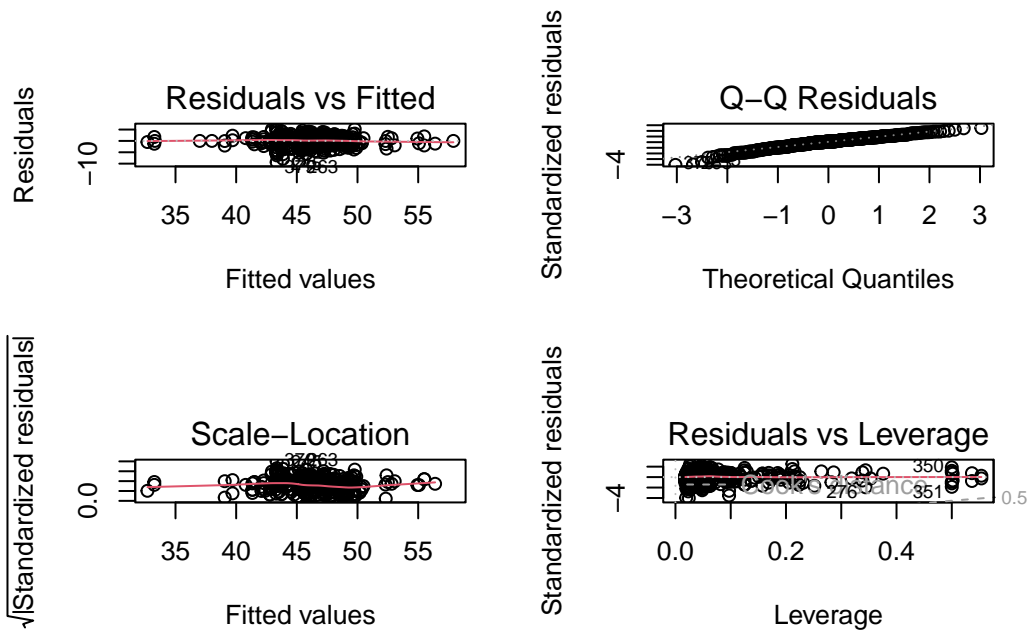 Residuals vs Fitted
Residuals
−10
35 40 45 50 55
Fitted values
Q−Q Residuals
Standardized residuals
−4
−3 −1 0 1 2 3
Theoretical Quantiles
Scale−Location
√|Standardized residuals|
0.0
35 40 45 50 55
Fitted values
Residuals vs Leverage
Standardized residuals
−4
350
Cook's distance
276
351
0.5
0.0 0.2 0.4
Leverage